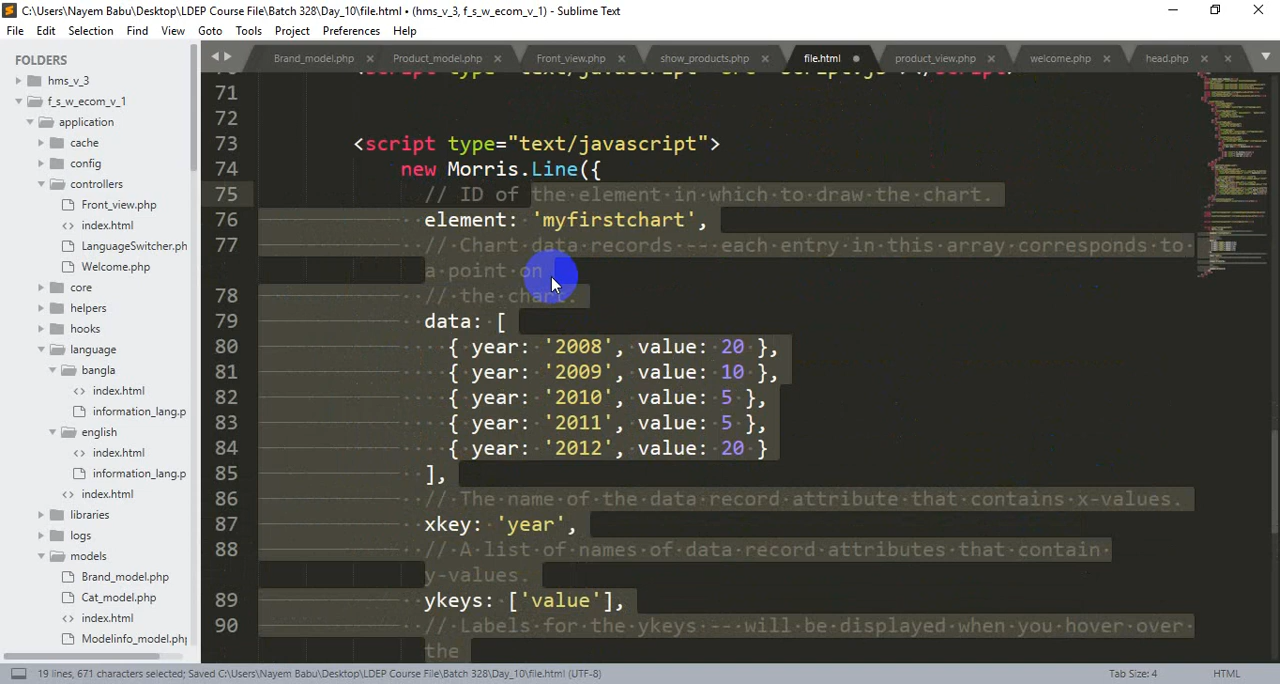 C:\Users\Nayem Babu\Desktop\LDEP Course File\Batch 328\Day_10\file.html • (hms_v_3, f_s_w_ecom_v_1) - Sublime Text
File Edit Selection Find View Goto Tools Project Preferences Help
FOLDERS
hms_v_3
f_s_w_ecom_v_1
application
cache
config
controllers
Front_view.php
index.html
LanguageSwitcher.ph
Welcome.php
core
helpers
hooks
language
bangla
index.html
information_lang.p
english
index.html
information_lang.p
index.html
libraries
logs
models
Brand_model.php
Cat_model.php
index.html
Modelinfo_model.php
Brand_model.php × Product_model.php × Front_view.php × show_products.php × file.html • product_view.php × welcome.php × head.php × ×
70 <script type="text/javascript" src="script.js"></script>
71
72
73 <script type="text/javascript">
74 new Morris.Line({
75 // ID of the element in which to draw the chart.
76 element: 'myfirstchart',
77 // Chart data records -- each entry in this array corresponds to
a point on
78 // the chart.
79 data: [
80 { year: '2008', value: 20 },
81 { year: '2009', value: 10 },
82 { year: '2010', value: 5 },
83 { year: '2011', value: 5 },
84 { year: '2012', value: 20 }
85 ],
86 // The name of the data record attribute that contains x-values.
87 xkey: 'year',
88 // A list of names of data record attributes that contain
y-values.
89 ykeys: ['value'],
90 // Labels for the ykeys -- will be displayed when you hover over
the
19 lines, 671 characters selected; Saved C:\Users\Nayem Babu\Desktop\LDEP Course File\Batch 328\Day_10\file.html (UTF-8) Tab Size: 4 HTML